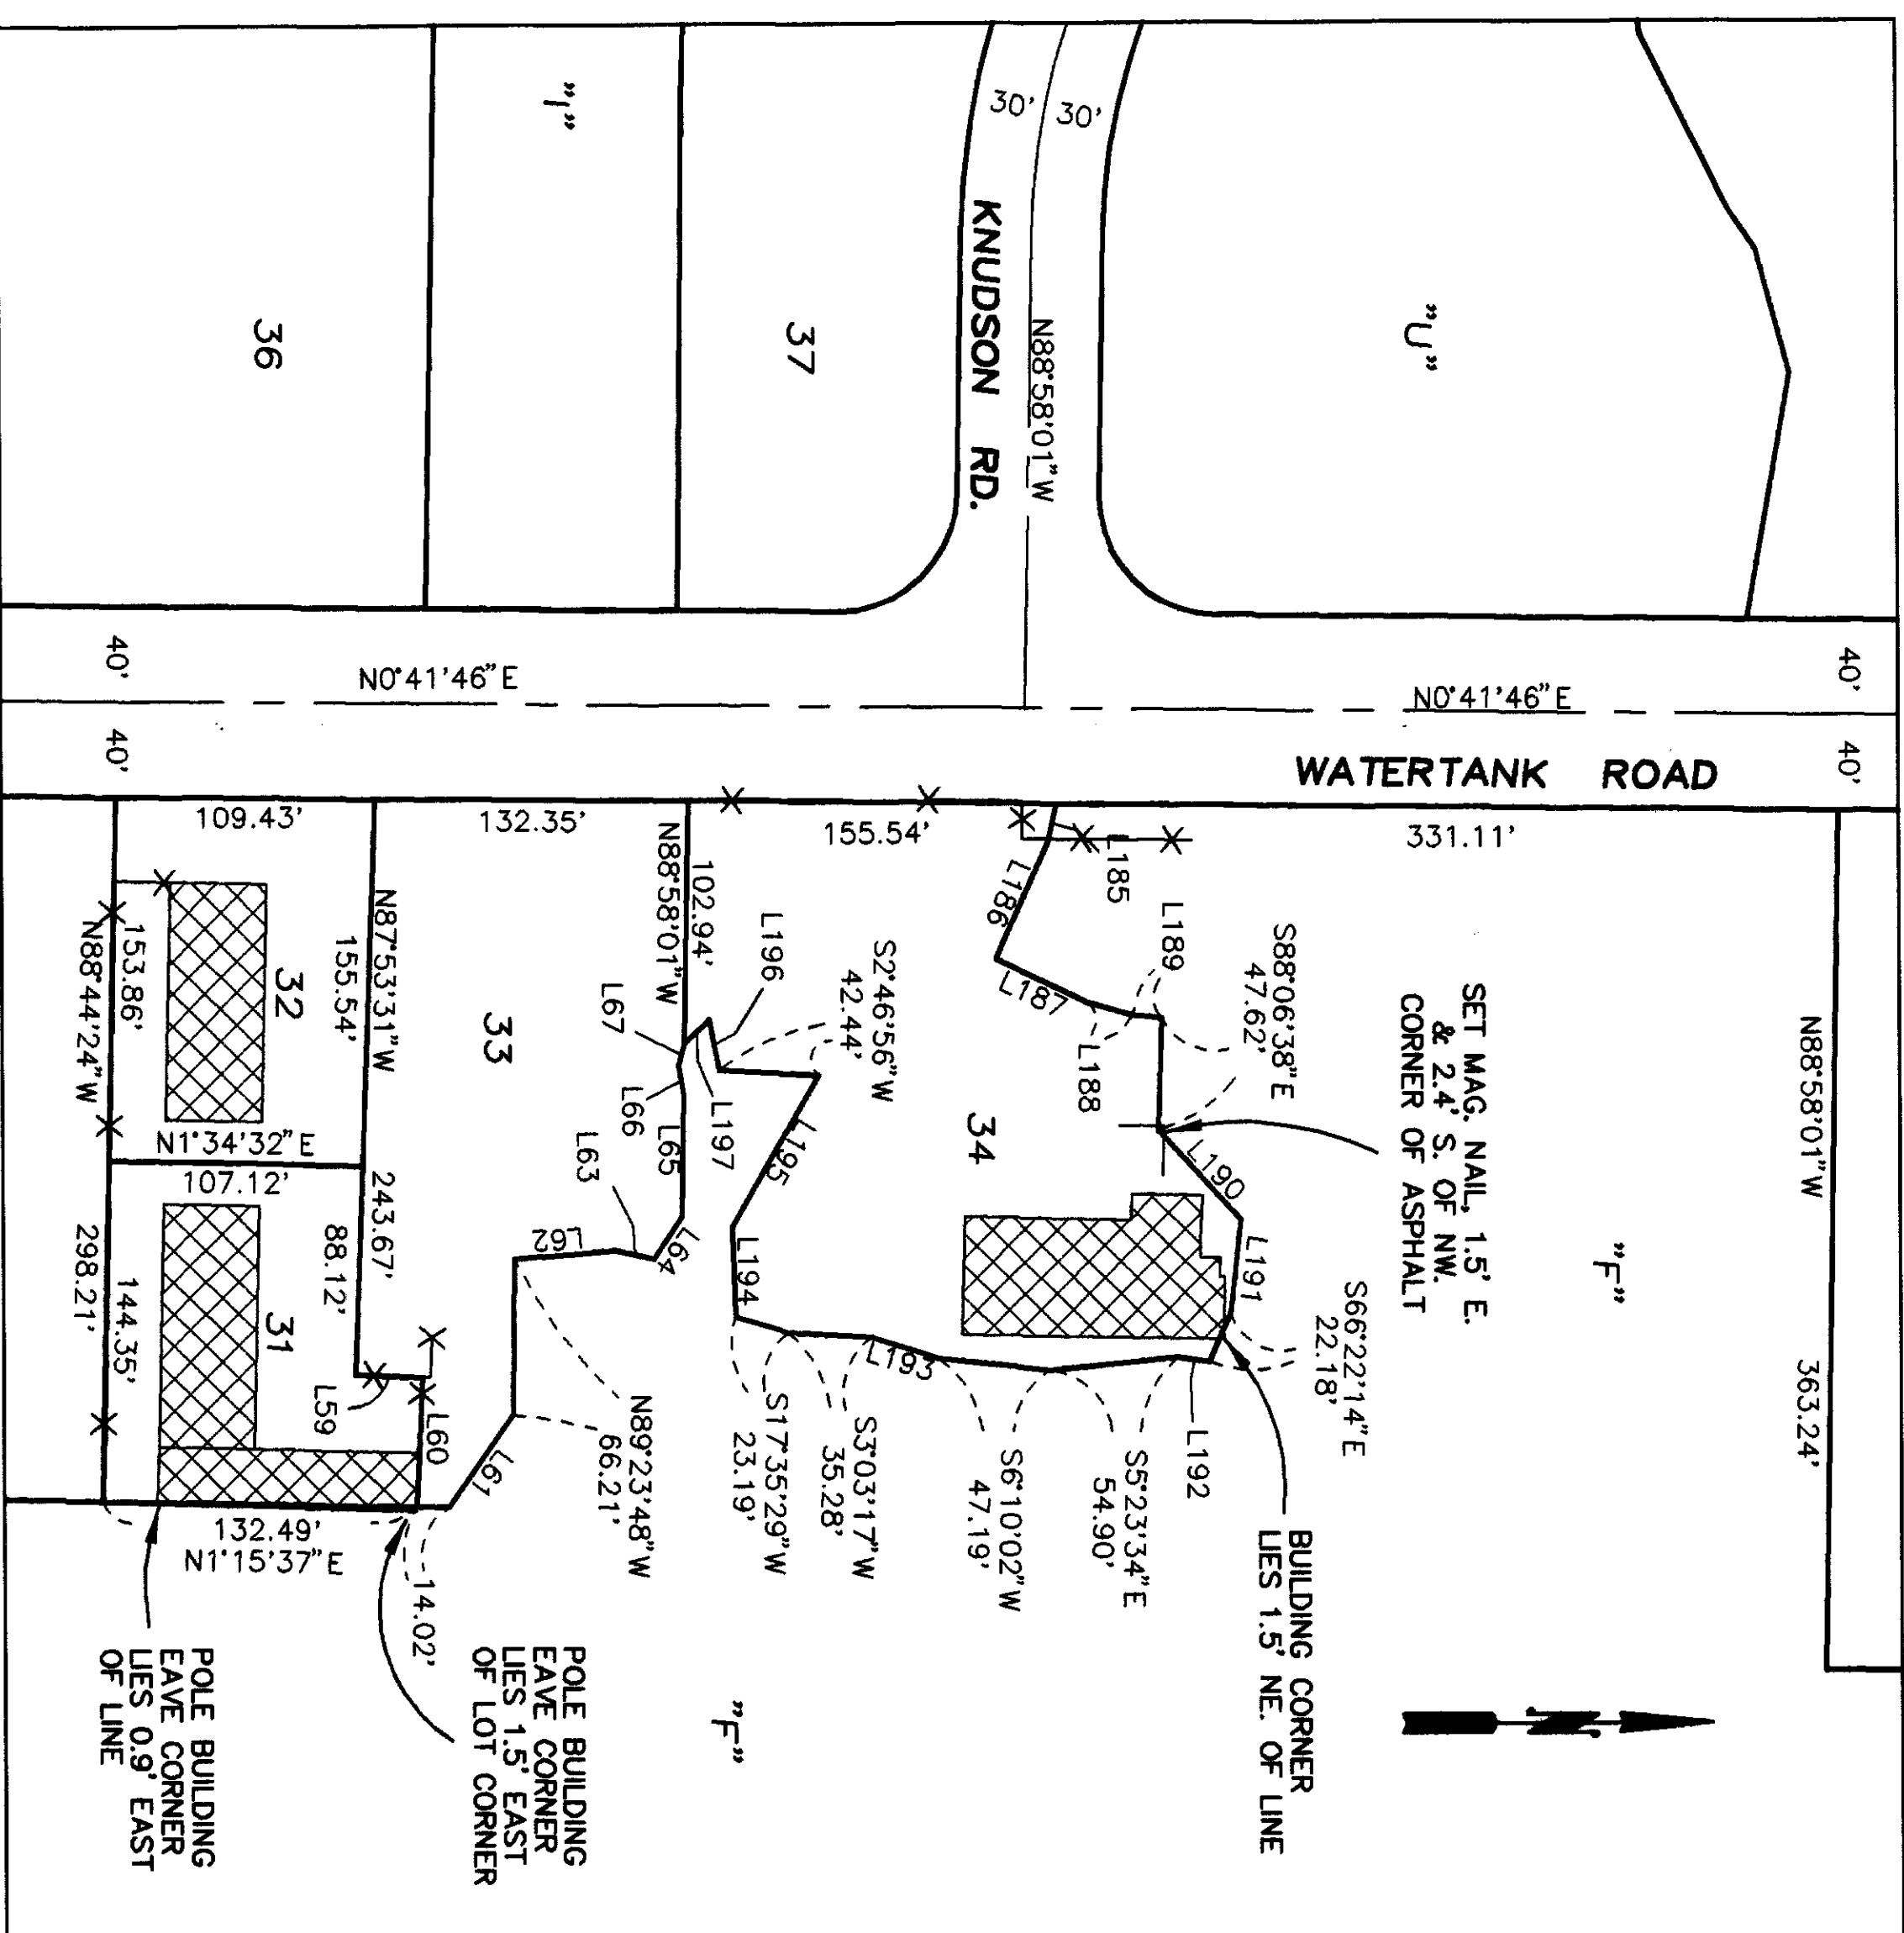 "U"
30'
30'
KNUDSON RD.
N88°58'01"W
37
"I"
36
40'
40'
N0°41'46"E
N0°41'46"E
WATERTANK ROAD
40'
40'
331.11'
155.54'
132.35'
109.43'
N88°58'01"W
363.24'
"F"
SET MAG. NAIL, 1.5' E.
& 2.4' S. OF NW.
CORNER OF ASPHALT
S88°06'38"E
47.62'
L185
L186
L187
L188
L189
L190
L191
S66°22'14"E
22.18'
BUILDING CORNER
LIES 1.5' NE. OF LINE
L192
S5°23'34"E
54.90'
S6°10'02"W
47.19'
L193
S3°03'17"W
35.28'
S17°35'29"W
23.19'
L194
L195
34
S2°46'56"W
42.44'
L196
L197
102.94'
N88°58'01"W
L67
L66
L65
L64
L63
L62
N89°23'48"W
66.21'
L61
33
"F"
N87°53'31"W
155.54'
243.67'
88.12'
L59
L60
14.02'
32
31
N1°34'32"E
107.12'
153.86'
N88°44'24"W
144.35'
298.21'
132.49'
N1°15'37"E
POLE BUILDING
EAVE CORNER
LIES 1.5' EAST
OF LOT CORNER
POLE BUILDING
EAVE CORNER
LIES 0.9' EAST
OF LINE